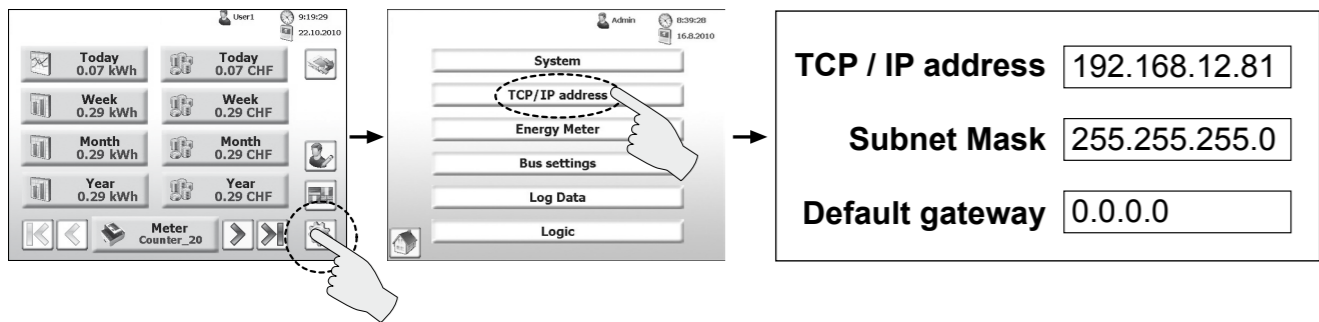 User1 9:19:29
22.10.2010
Today
0.07 kWh
Today
0.07 CHF
Week
0.29 kWh
Week
0.29 CHF
Month
0.29 kWh
Month
0.29 CHF
Year
0.29 kWh
Year
0.29 CHF
Meter
Counter_20
Admin 8:39:28
16.8.2010
System
TCP/IP address
Energy Meter
Bus settings
Log Data
Logic
TCP / IP address 192.168.12.81
Subnet Mask 255.255.255.0
Default gateway 0.0.0.0